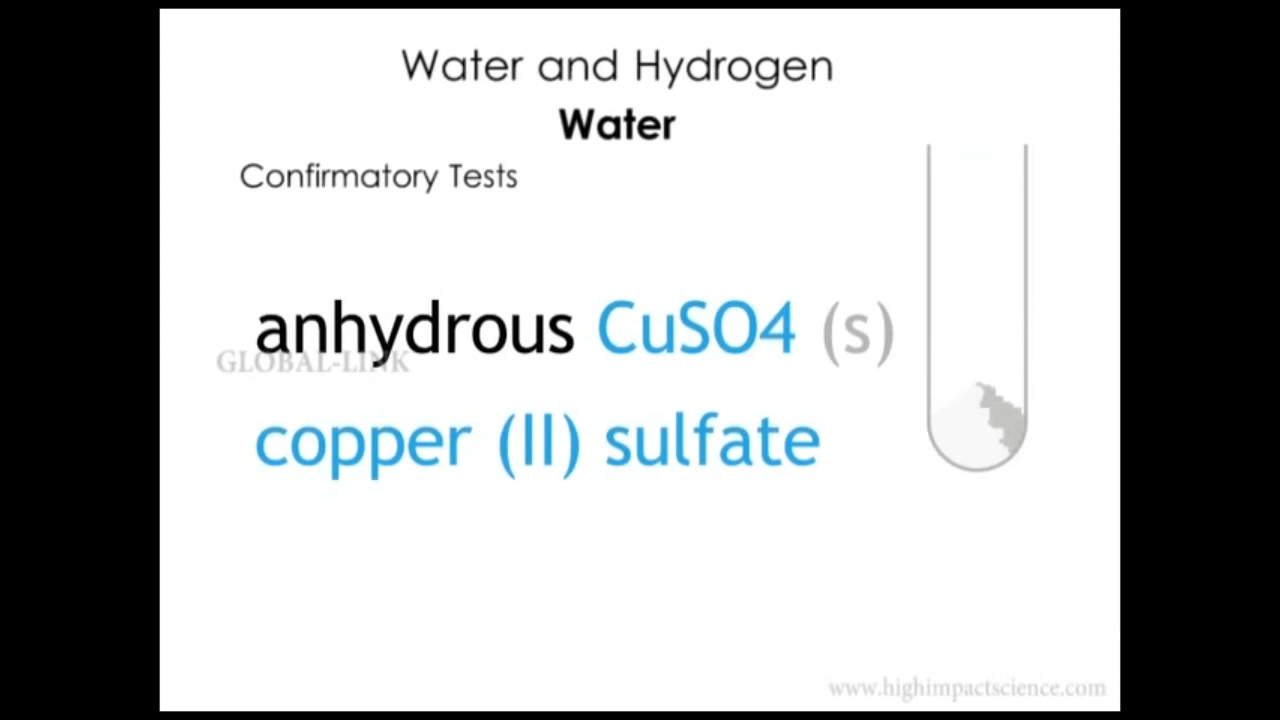 Water and Hydrogen
Water
Confirmatory Tests
anhydrous CuSO4 (s)
GLOBAL-LINK
copper (II) sulfate
www.highimpactscience.com